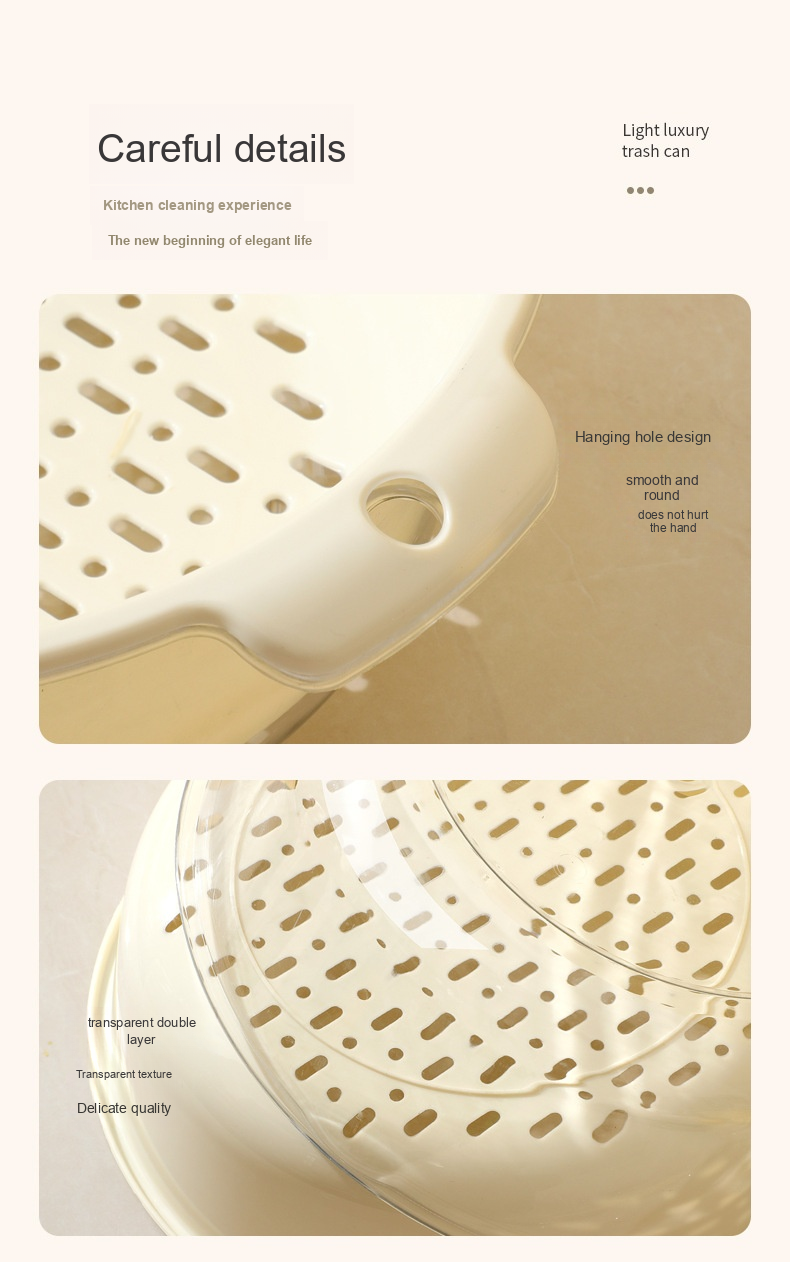 Careful details
Light luxury
trash can
Kitchen cleaning experience
The new beginning of elegant life
Hanging hole design
smooth and
round
does not hurt
the hand
transparent double
layer
Transparent texture
Delicate quality